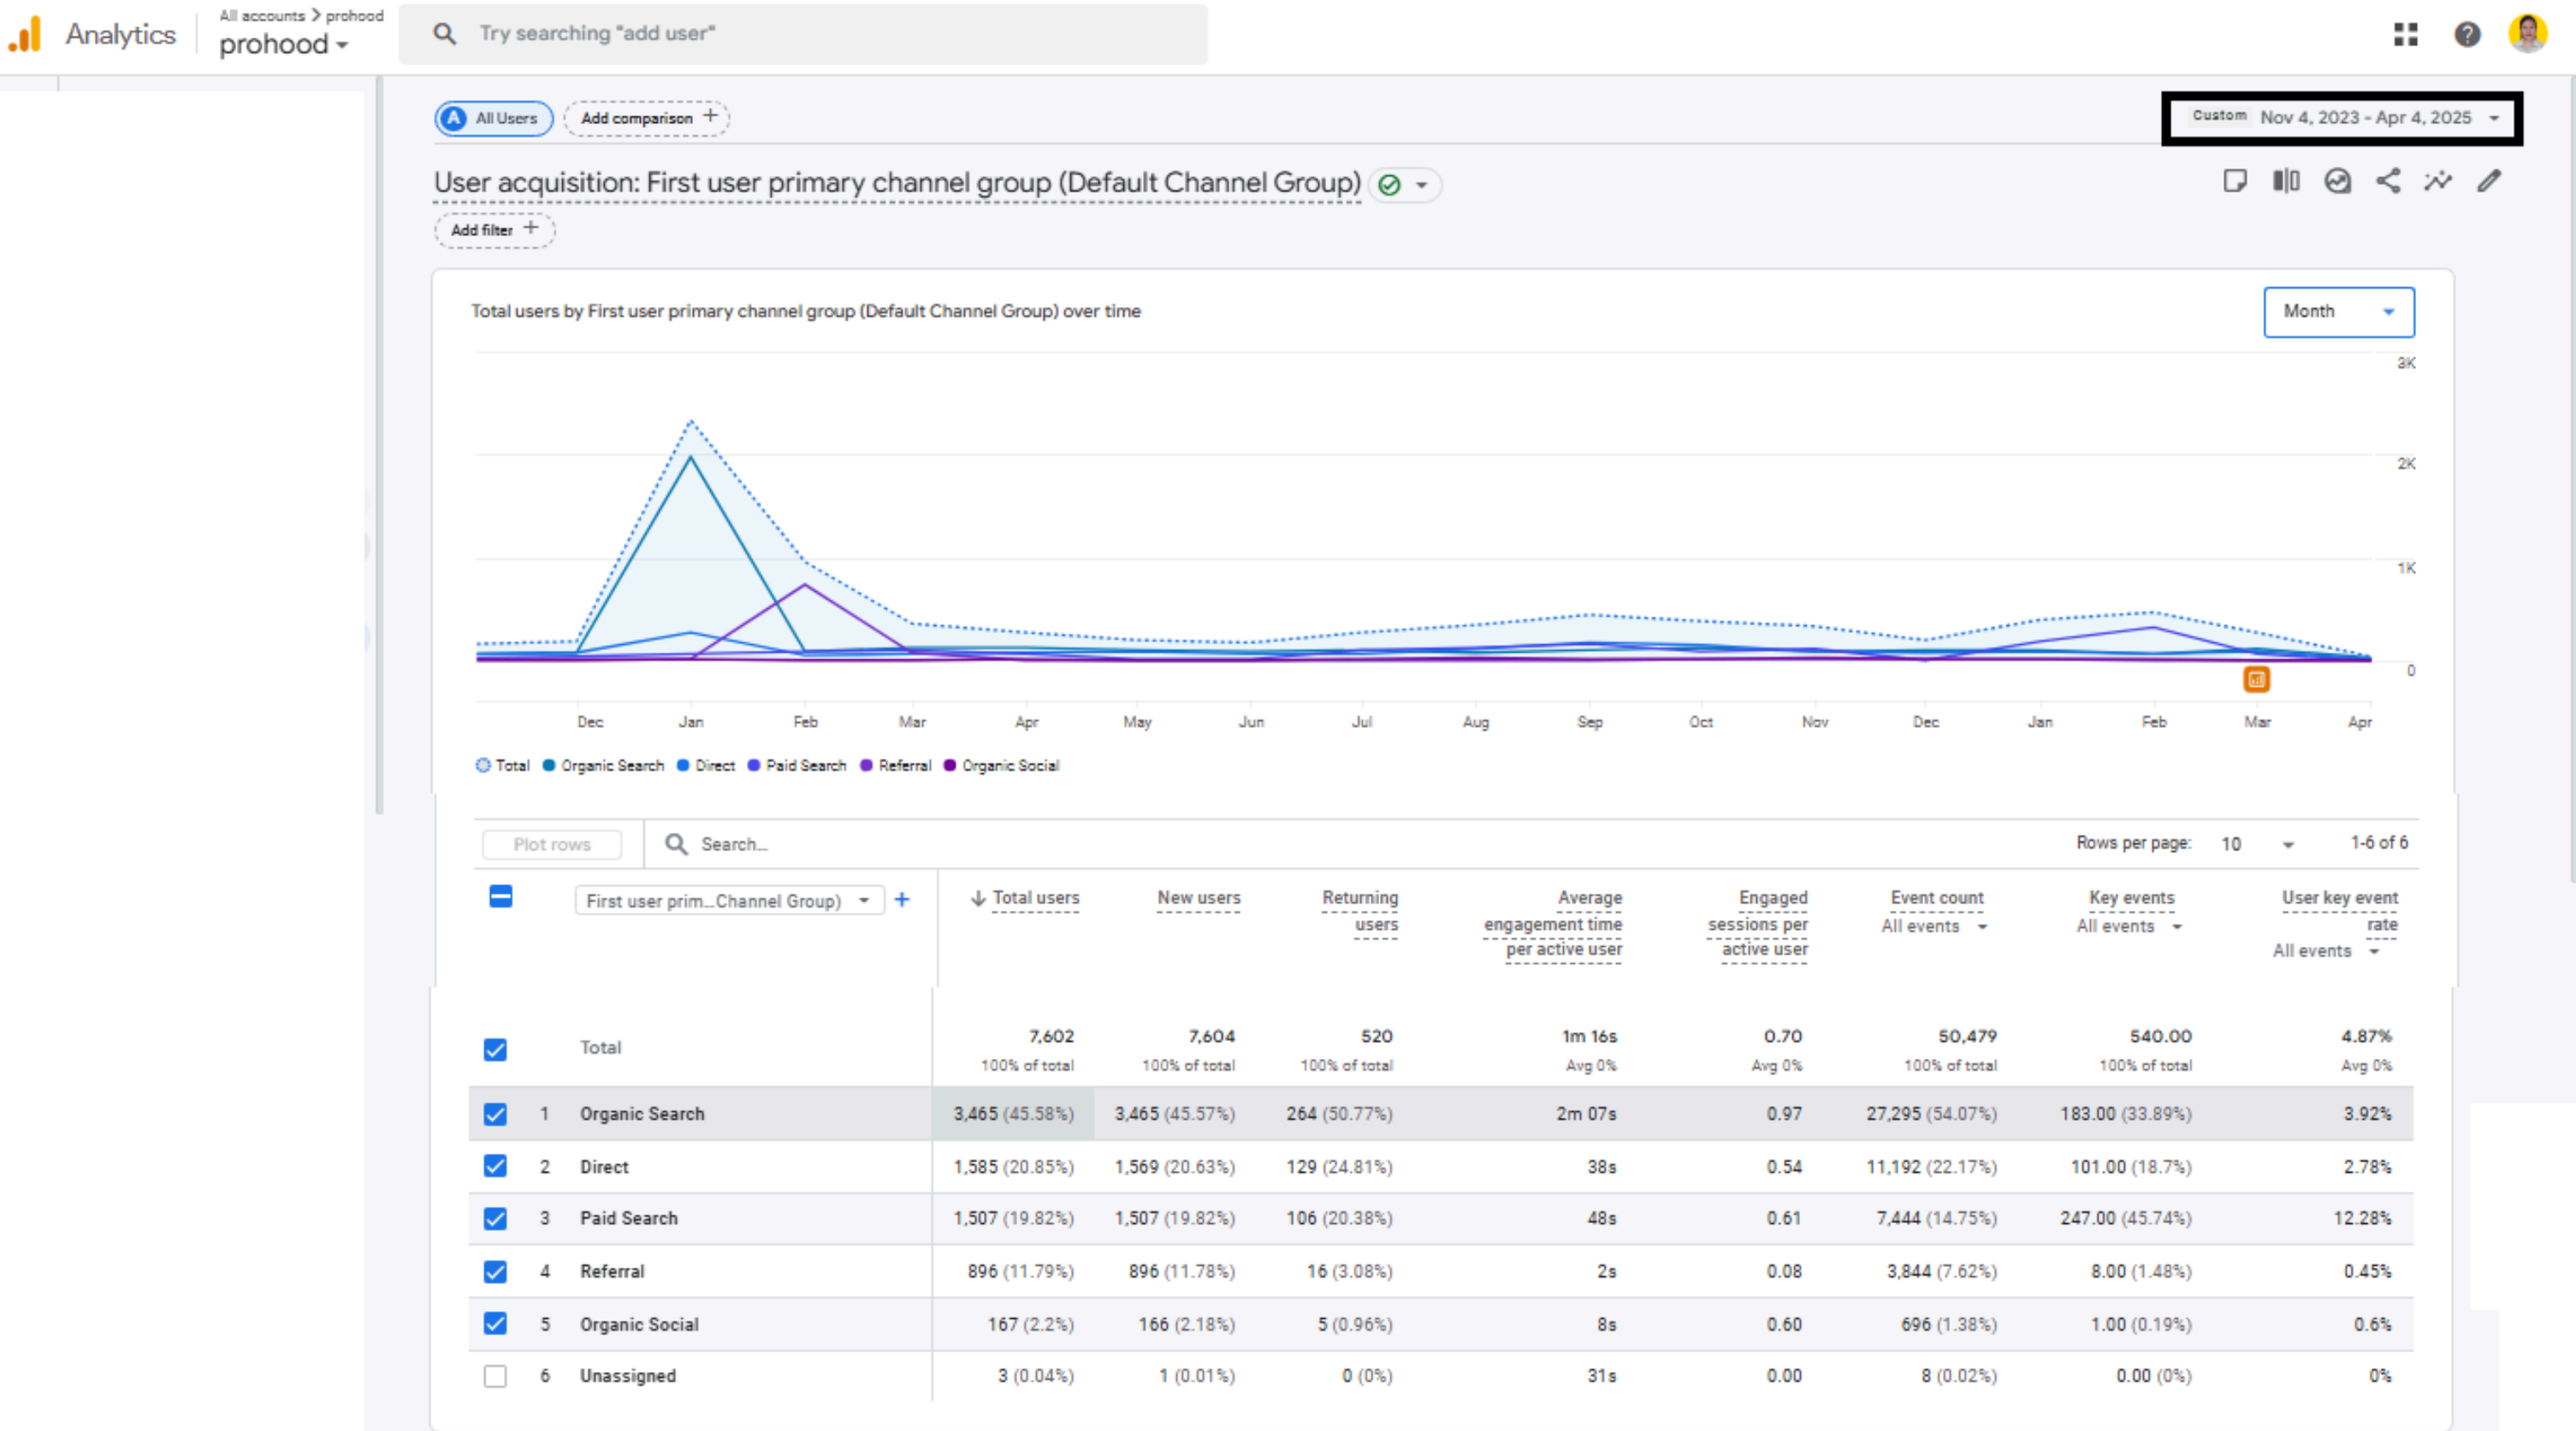 Analytics
All accounts > prohood
prohood
Try searching "add user"
A All Users
Add comparison +
Custom Nov 4, 2023 - Apr 4, 2025
User acquisition: First user primary channel group (Default Channel Group)
Add filter +
Total users by First user primary channel group (Default Channel Group) over time
Month
3K
2K
1K
0
Dec Jan Feb Mar Apr May Jun Jul Aug Sep Oct Nov Dec Jan Feb Mar Apr
Total Organic Search Direct Paid Search Referral Organic Social
Plot rows
Search...
Rows per page: 10 1-6 of 6
First user prim...Channel Group) +
Total users
New users
Returning
users
Average
engagement time
per active user
Engaged
sessions per
active user
Event count
All events
Key events
All events
User key event
rate
All events
Total 7,602 7,604 520 1m 16s 0.70 50,479 540.00 4.87%
100% of total 100% of total 100% of total Avg 0% Avg 0% 100% of total 100% of total Avg 0%
1 Organic Search 3,465 (45.58%) 3,465 (45.57%) 264 (50.77%) 2m 07s 0.97 27,295 (54.07%) 183.00 (33.89%) 3.92%
2 Direct 1,585 (20.85%) 1,569 (20.63%) 129 (24.81%) 38s 0.54 11,192 (22.17%) 101.00 (18.7%) 2.78%
3 Paid Search 1,507 (19.82%) 1,507 (19.82%) 106 (20.38%) 48s 0.61 7,444 (14.75%) 247.00 (45.74%) 12.28%
4 Referral 896 (11.79%) 896 (11.78%) 16 (3.08%) 2s 0.08 3,844 (7.62%) 8.00 (1.48%) 0.45%
5 Organic Social 167 (2.2%) 166 (2.18%) 5 (0.96%) 8s 0.60 696 (1.38%) 1.00 (0.19%) 0.6%
6 Unassigned 3 (0.04%) 1 (0.01%) 0 (0%) 31s 0.00 8 (0.02%) 0.00 (0%) 0%